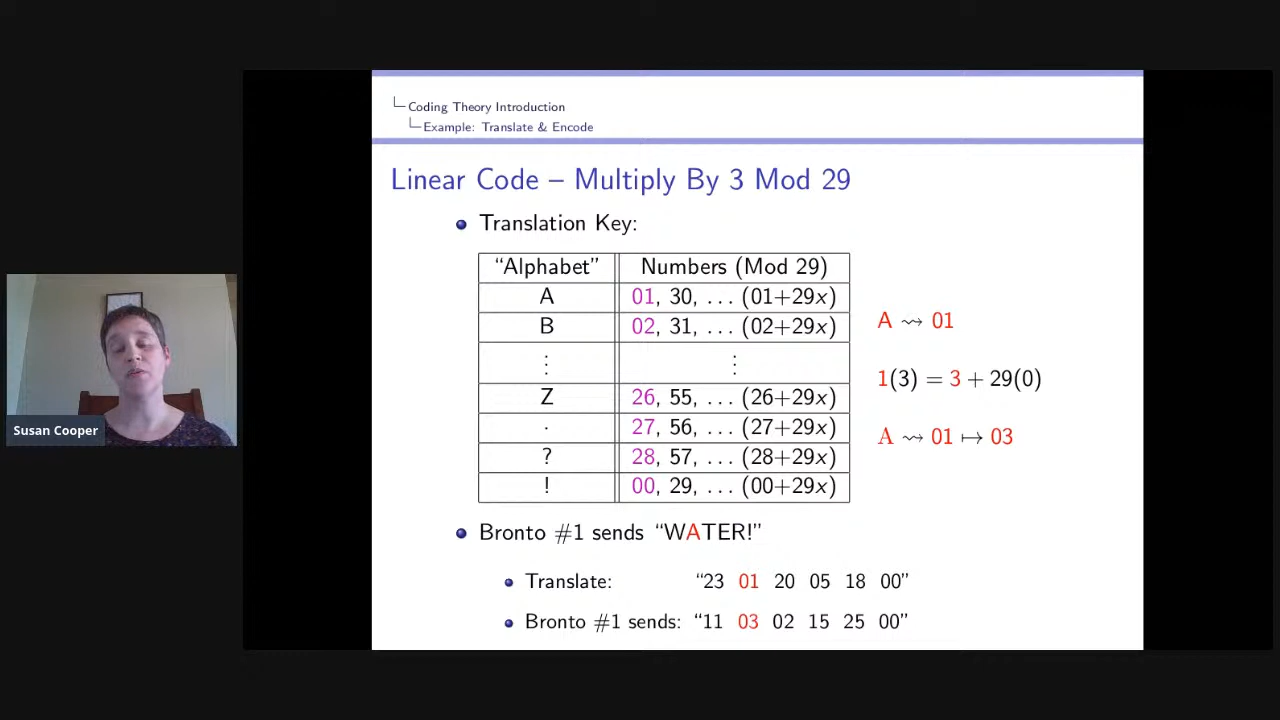 Coding Theory Introduction
Example: Translate & Encode
Linear Code – Multiply By 3 Mod 29
Translation Key:
"Alphabet" Numbers (Mod 29)
A 01, 30, ... (01+29x)
B 02, 31, ... (02+29x)
⋮ ⋮
Z 26, 55, ... (26+29x)
. 27, 56, ... (27+29x)
? 28, 57, ... (28+29x)
! 00, 29, ... (00+29x)
A ⇝ 01
1(3) = 3 + 29(0)
A ⇝ 01 ↦ 03
Bronto #1 sends “WATER!”
Translate: “23 01 20 05 18 00”
Bronto #1 sends: “11 03 02 15 25 00”
Susan Cooper